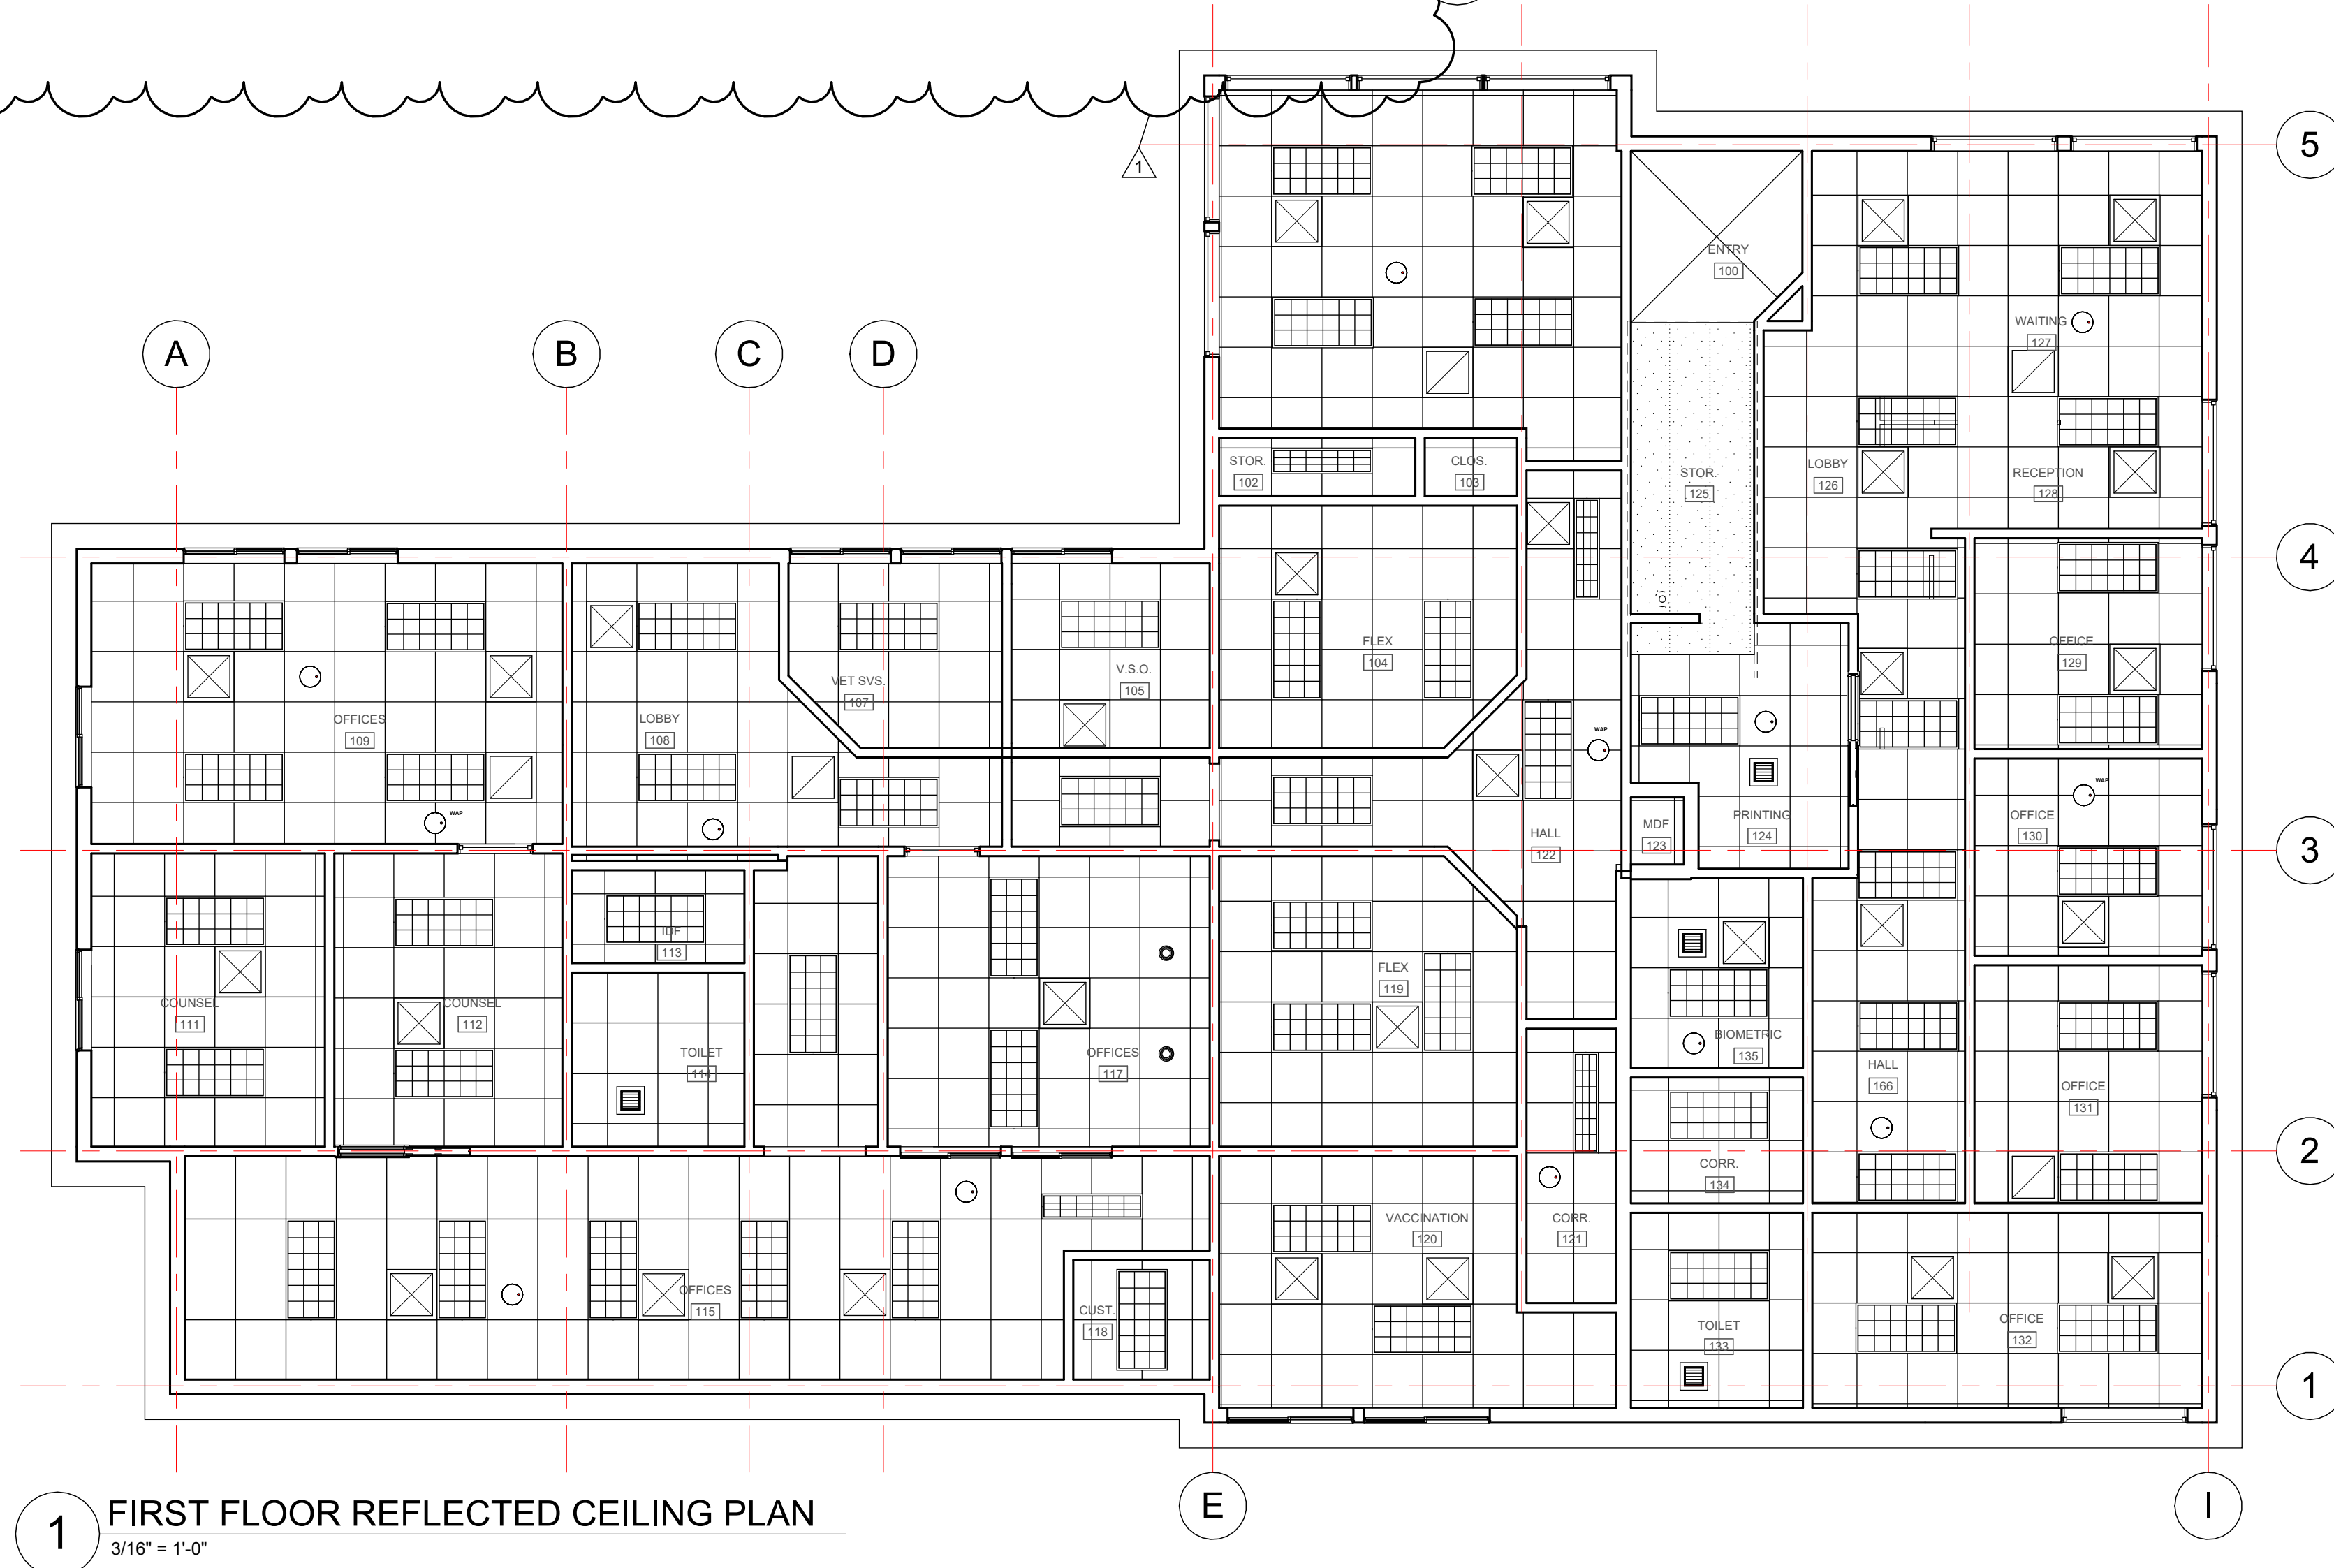 5
1
ENTRY
100
WAITING
127
A
B
C
D
STOR.
102
CLOS.
103
STOR.
125
LOBBY
126
RECEPTION
128
4
FLEX
104
OFFICE
129
V.S.O.
105
VET SVS.
107
OFFICES
109
LOBBY
108
WAP
WAP
WAP
HALL
122
MDF
123
PRINTING
124
OFFICE
130
3
IDF
113
FLEX
119
COUNSEL
111
COUNSEL
112
TOILET
114
OFFICES
117
BIOMETRIC
135
HALL
166
OFFICE
131
2
CORR.
134
VACCINATION
120
CORR.
121
OFFICES
115
CUST.
118
TOILET
133
OFFICE
132
1
E
I
1
FIRST FLOOR REFLECTED CEILING PLAN
3/16" = 1'-0"